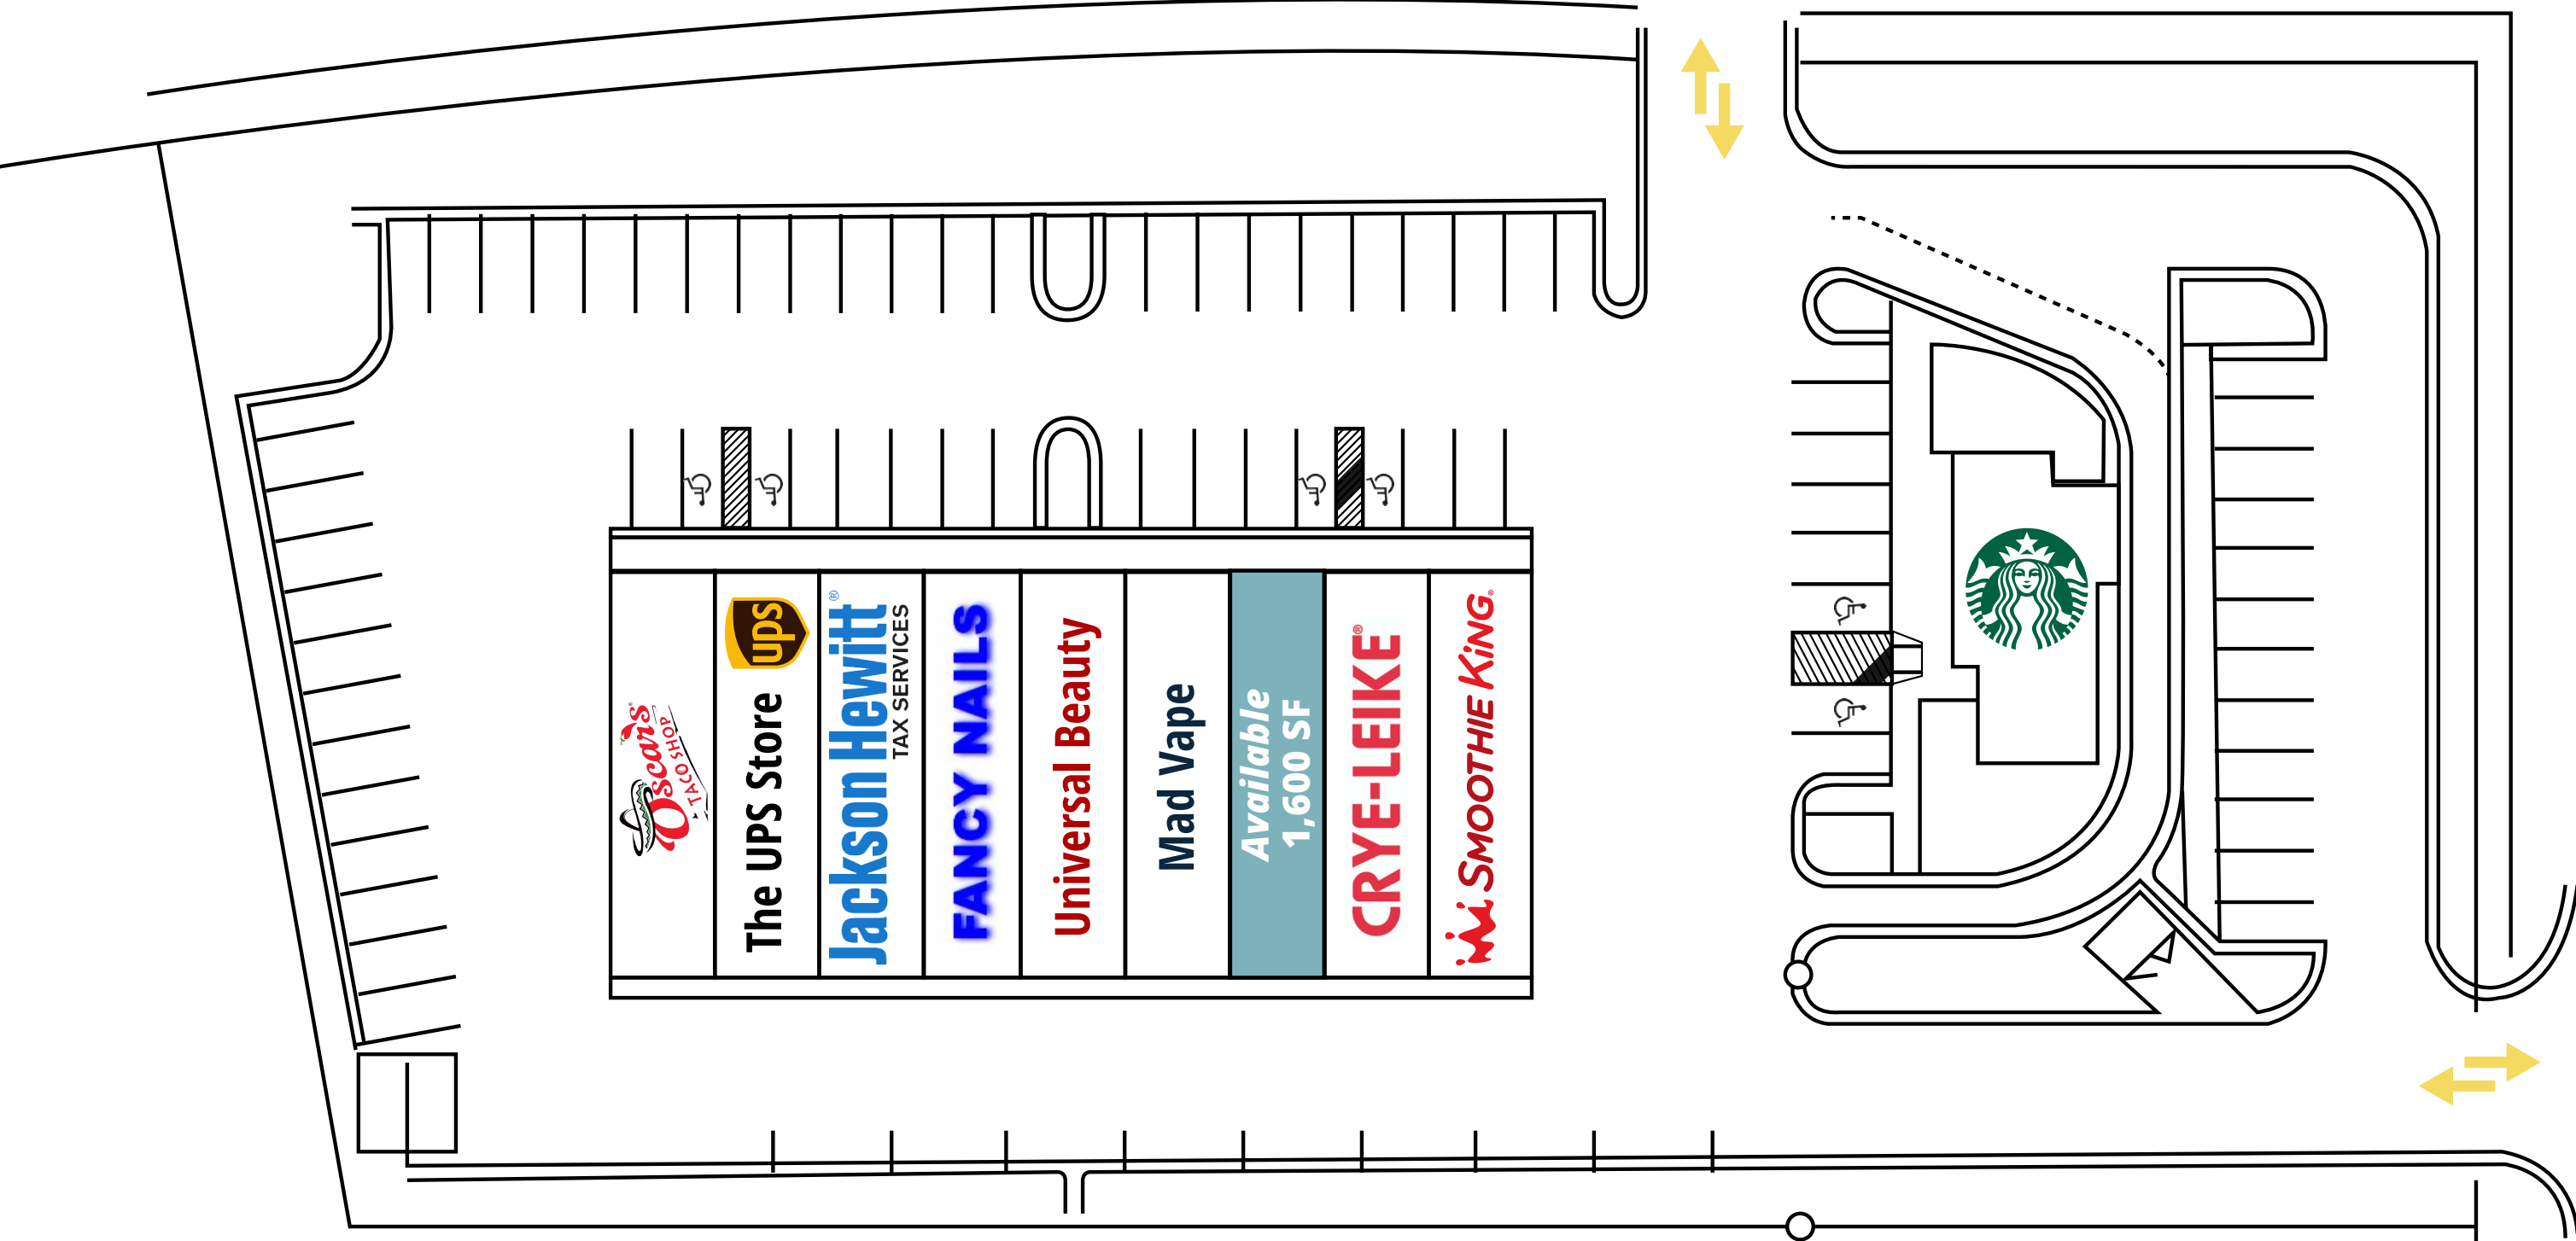 Oscar's
TACO SHOP
The UPS Store
ups
Jackson Hewitt®
TAX SERVICES
FANCY NAILS
Universal Beauty
Mad Vape
Available
1,600 SF
CRYE-LEIKE®
SMOOTHIE KiNG®